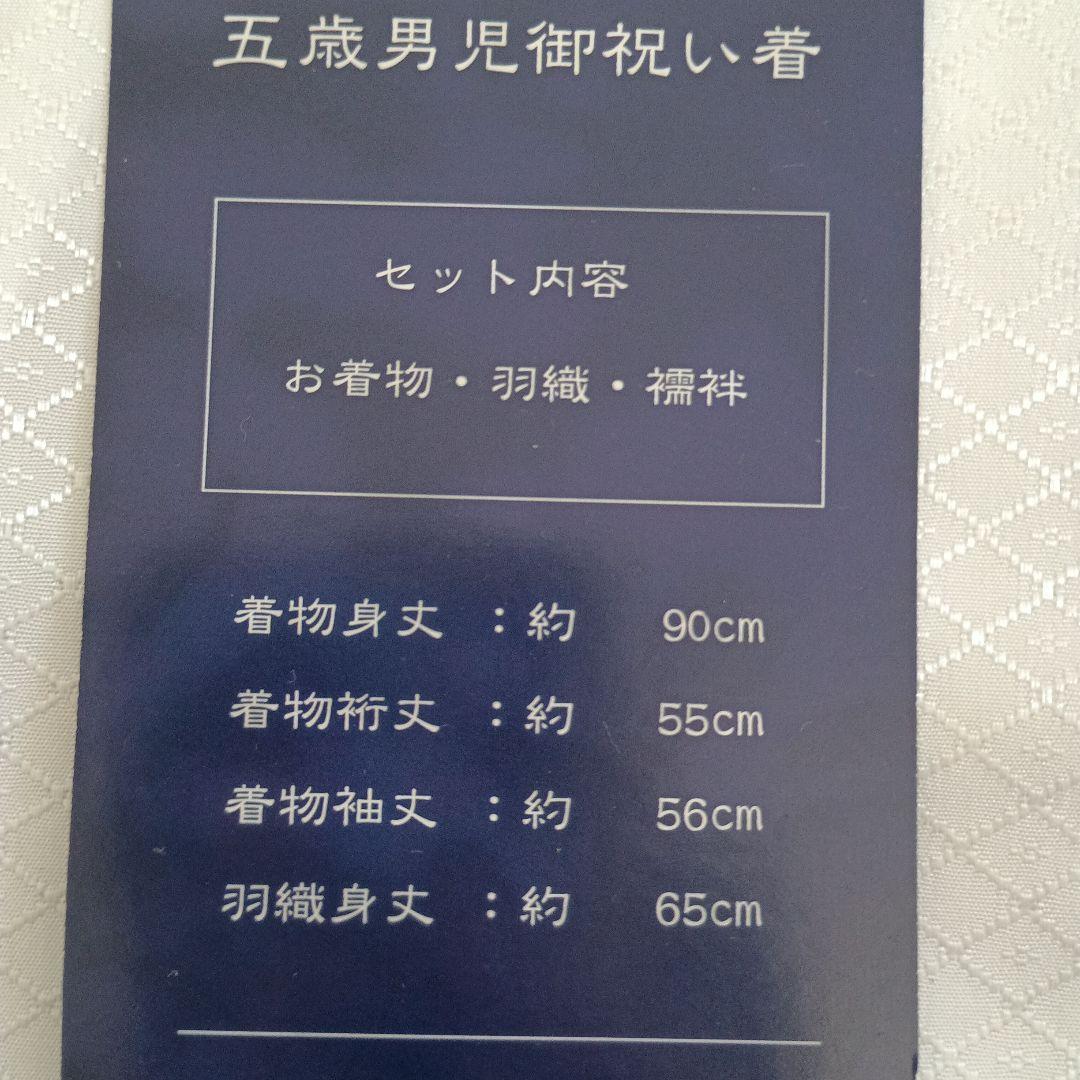 五歳男児御祝い着
セット内容
お着物・羽織・襦袢
着物身丈 ：約 90cm
着物裄丈 ：約 55cm
着物袖丈 ：約 56cm
羽織身丈 ：約 65cm